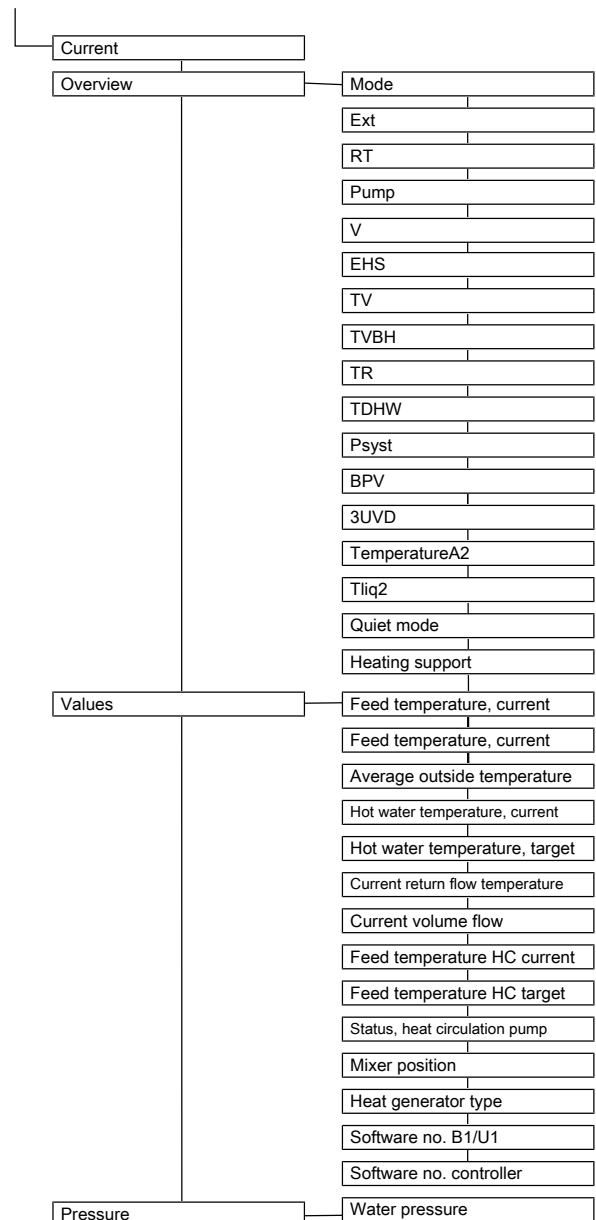 Current
Overview
Mode
Ext
RT
Pump
V
EHS
TV
TVBH
TR
TDHW
Psyst
BPV
3UVD
TemperatureA2
Tliq2
Quiet mode
Heating support
Values
Feed temperature, current
Feed temperature, current
Average outside temperature
Hot water temperature, current
Hot water temperature, target
Current return flow temperature
Current volume flow
Feed temperature HC current
Feed temperature HC target
Status, heat circulation pump
Mixer position
Heat generator type
Software no. B1/U1
Software no. controller
Pressure
Water pressure